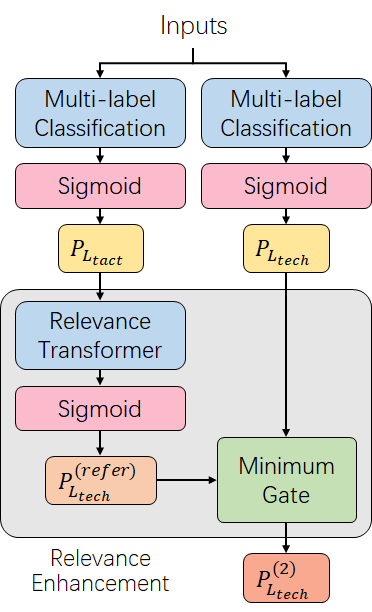 Inputs
Multi-label
Classification
Multi-label
Classification
Sigmoid
Sigmoid
P_{L_{tact}}
P_{L_{tech}}
Relevance
Transformer
Sigmoid
P_{L_{tech}}^{(refer)}
Minimum
Gate
Relevance
Enhancement
P_{L_{tech}}^{(2)}